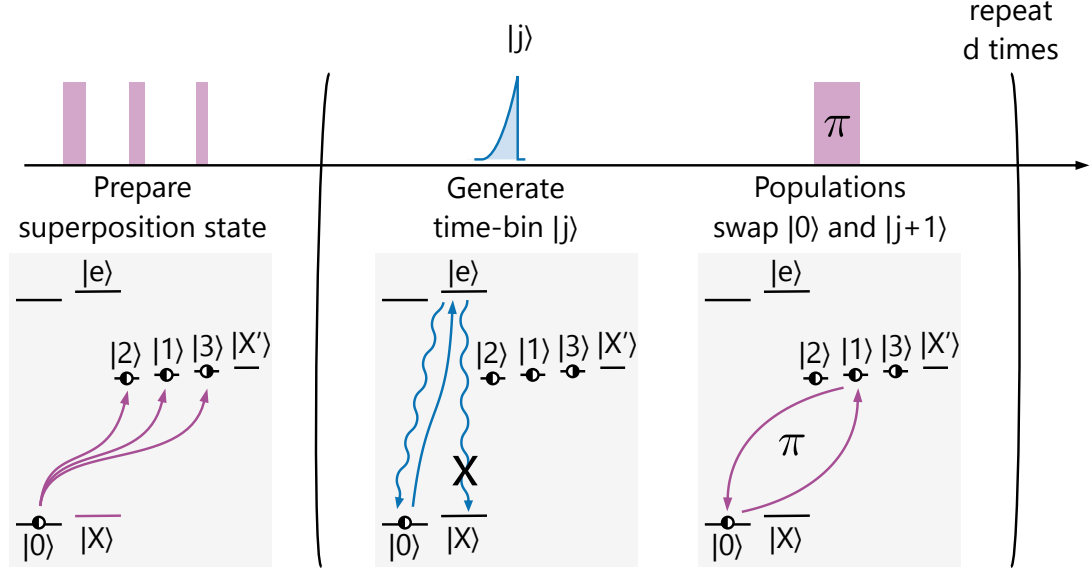 repeat
d times
|j⟩
π
Prepare
superposition state
Generate
time-bin |j⟩
Populations
swap |0⟩ and |j+1⟩
|e⟩
|2⟩ |1⟩ |3⟩ |X'⟩
|0⟩ |X⟩
|e⟩
|2⟩ |1⟩ |3⟩ |X'⟩
X
|0⟩ |X⟩
|e⟩
|2⟩ |1⟩ |3⟩ |X'⟩
π
|0⟩ |X⟩